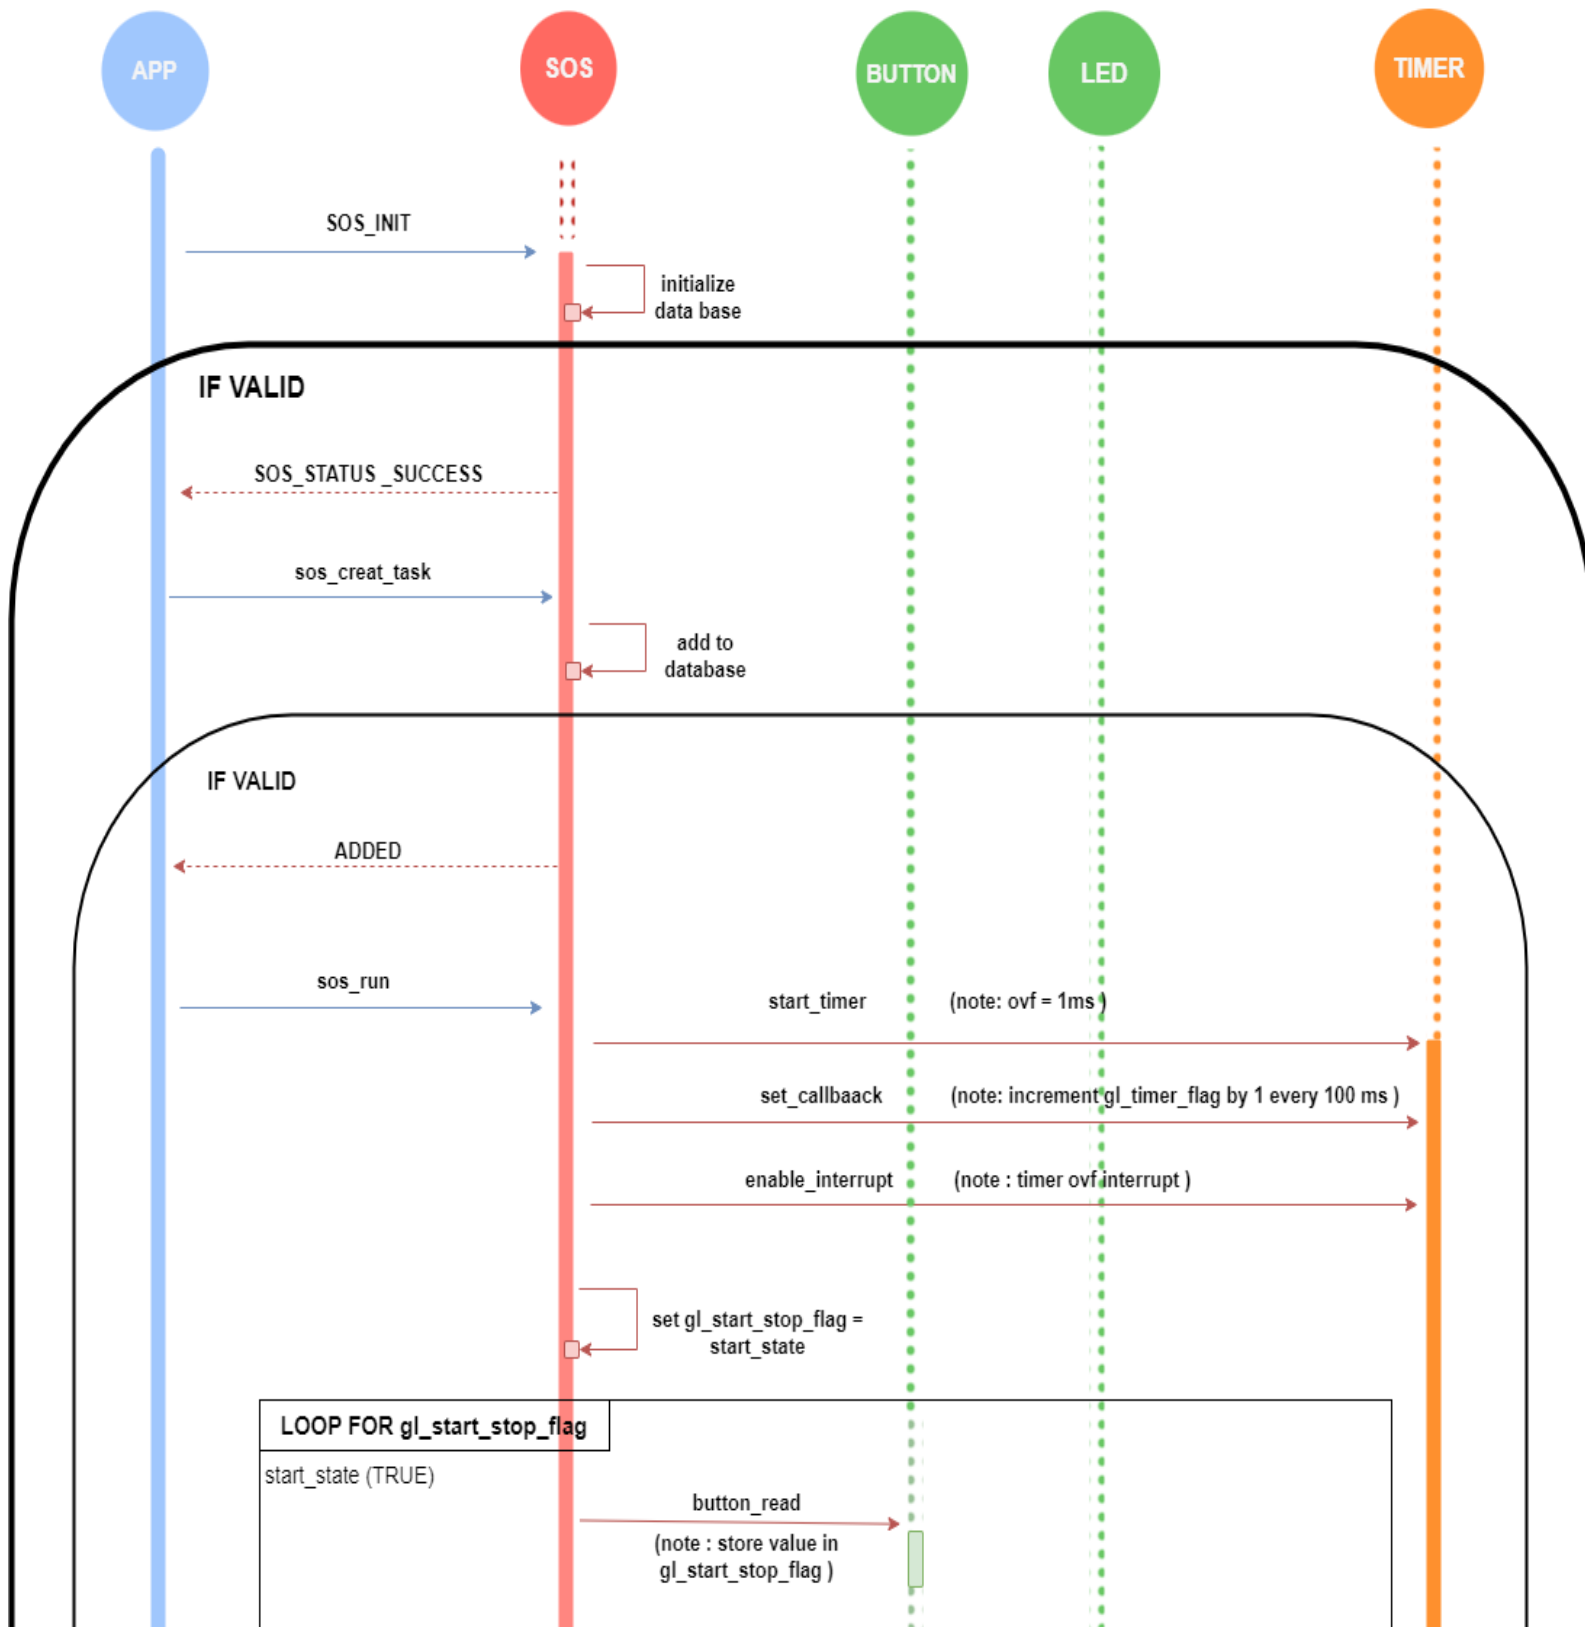 APP
SOS
BUTTON
LED
TIMER
SOS_INIT
initialize
data base
IF VALID
SOS_STATUS _SUCCESS
sos_creat_task
add to
database
IF VALID
ADDED
sos_run
start_timer (note: ovf = 1ms )
set_callbaack (note: increment gl_timer_flag by 1 every 100 ms )
enable_interrupt (note : timer ovf interrupt )
set gl_start_stop_flag =
start_state
LOOP FOR gl_start_stop_flag
start_state (TRUE)
button_read
(note : store value in
gl_start_stop_flag )